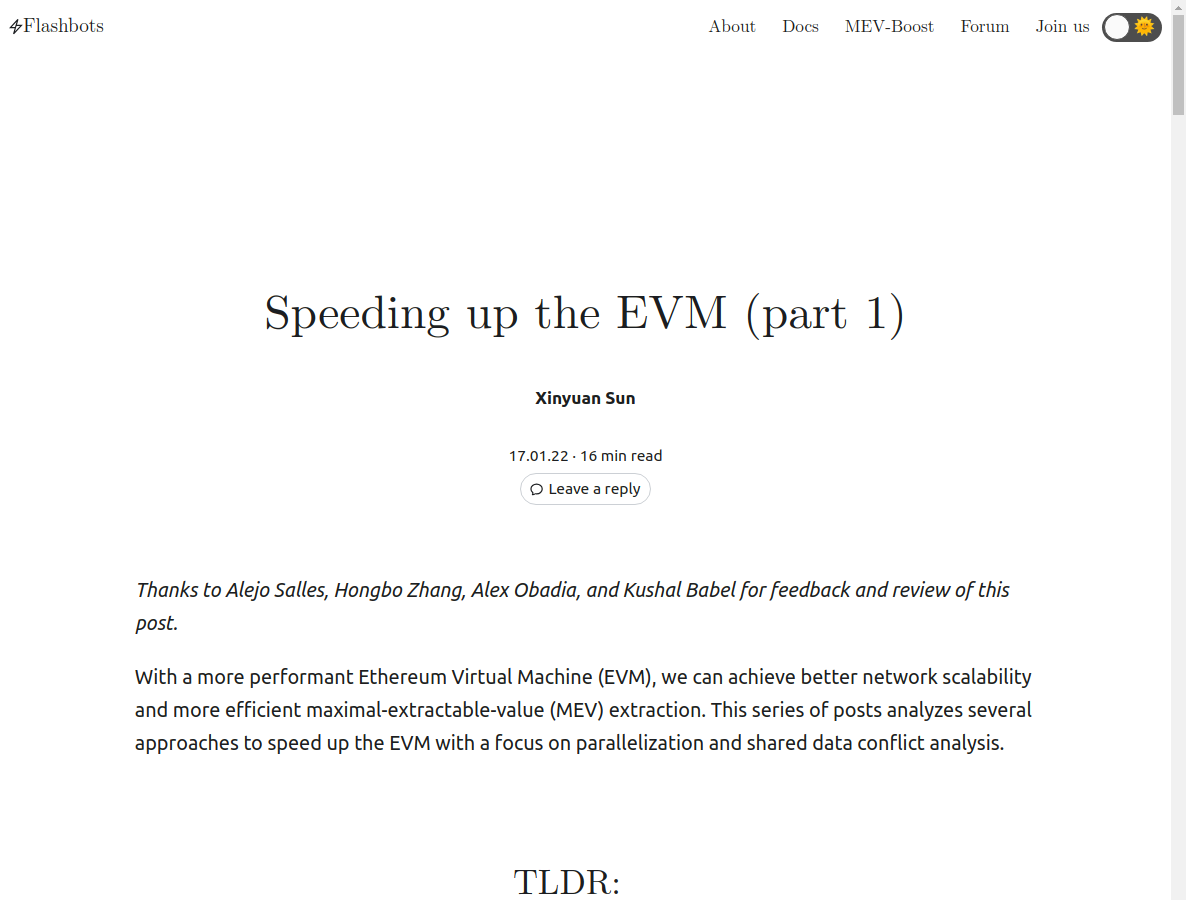 Flashbots
About Docs MEV-Boost Forum Join us
Speeding up the EVM (part 1)
Xinyuan Sun
17.01.22 · 16 min read
Leave a reply
Thanks to Alejo Salles, Hongbo Zhang, Alex Obadia, and Kushal Babel for feedback and review of this
post.
With a more performant Ethereum Virtual Machine (EVM), we can achieve better network scalability
and more efficient maximal-extractable-value (MEV) extraction. This series of posts analyzes several
approaches to speed up the EVM with a focus on parallelization and shared data conflict analysis.
TLDR: